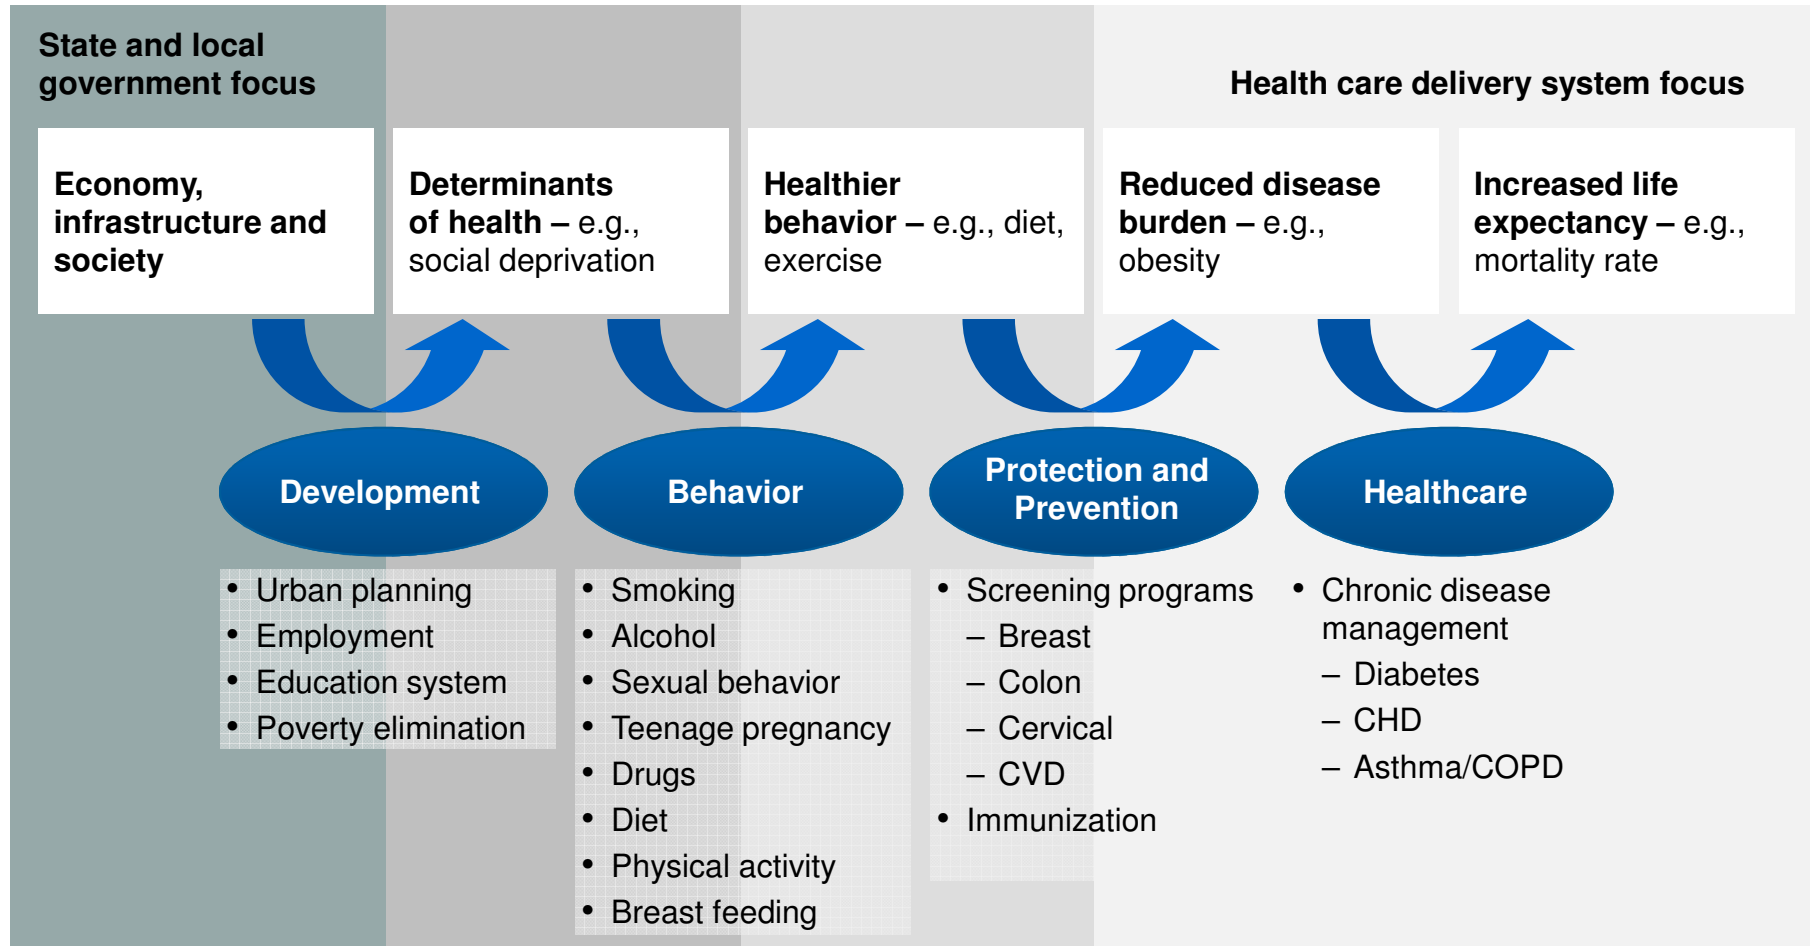 State and local
government focus
Health care delivery system focus
Economy,
infrastructure and
society
Determinants
of health – e.g.,
social deprivation
Healthier
behavior – e.g., diet,
exercise
Reduced disease
burden – e.g.,
obesity
Increased life
expectancy – e.g.,
mortality rate
Development
Behavior
Protection and
Prevention
Healthcare
• Urban planning
• Employment
• Education system
• Poverty elimination
• Smoking
• Alcohol
• Sexual behavior
• Teenage pregnancy
• Drugs
• Diet
• Physical activity
• Breast feeding
• Screening programs
– Breast
– Colon
– Cervical
– CVD
• Immunization
• Chronic disease
management
– Diabetes
– CHD
– Asthma/COPD